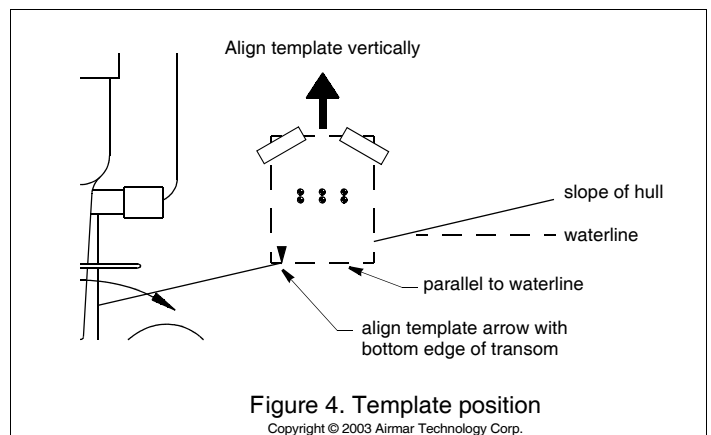 Align template vertically
slope of hull
waterline
parallel to waterline
align template arrow with
bottom edge of transom
Figure 4. Template position
Copyright © 2003 Airmar Technology Corp.